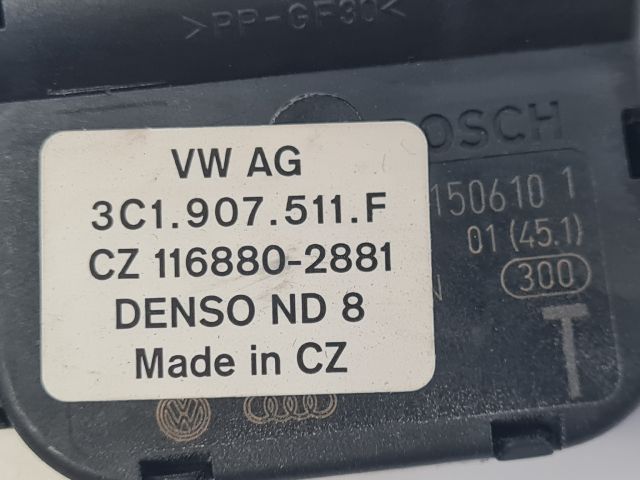 >PP-GF30<
OSCH
VW AG
3C1.907.511.F
CZ 116880-2881
DENSO ND 8
Made in CZ
150610 1
01 (45.1)
300
N
T